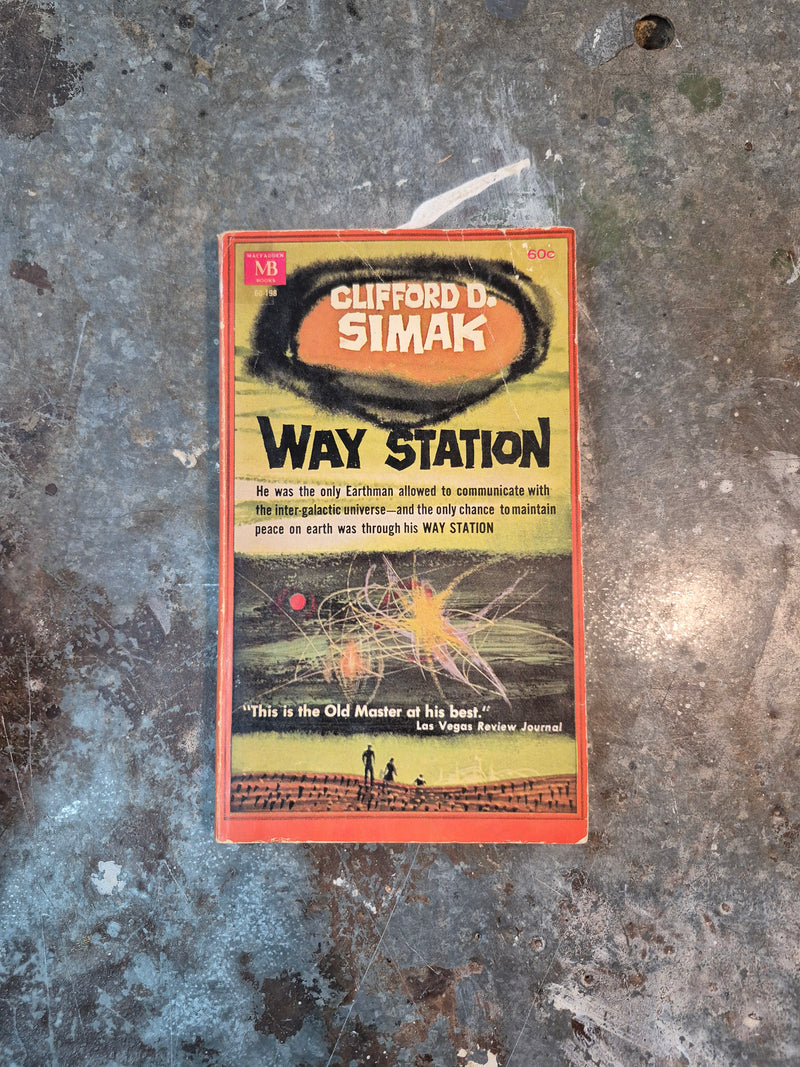 MACFADDEN
MB
BOOKS
60-198
60c
CLIFFORD D.
SIMAK
WAY STATION
He was the only Earthman allowed to communicate with
the inter-galactic universe—and the only chance to maintain
peace on earth was through his WAY STATION
"This is the Old Master at his best."
Las Vegas Review Journal